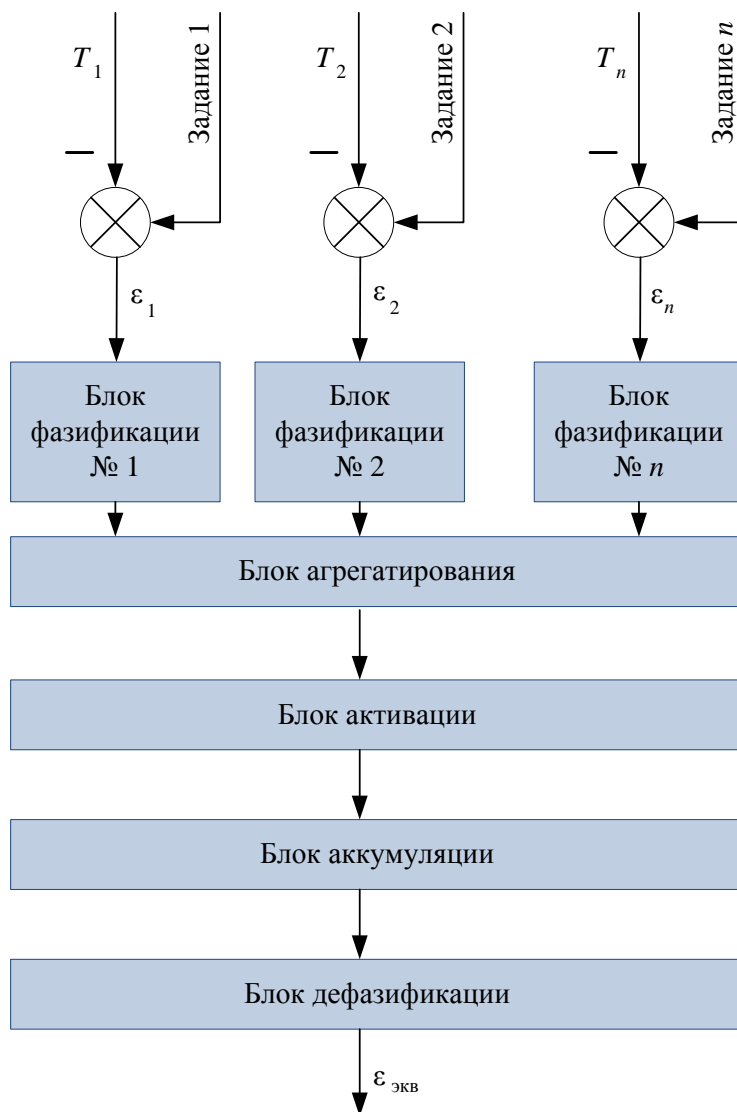 T1
Задание 1
T2
Задание 2
Tn
Задание n
ε1
ε2
εn
Блок
фазификации
№ 1
Блок
фазификации
№ 2
Блок
фазификации
№ n
Блок агрегатирования
Блок активации
Блок аккумуляции
Блок дефазификации
εэкв